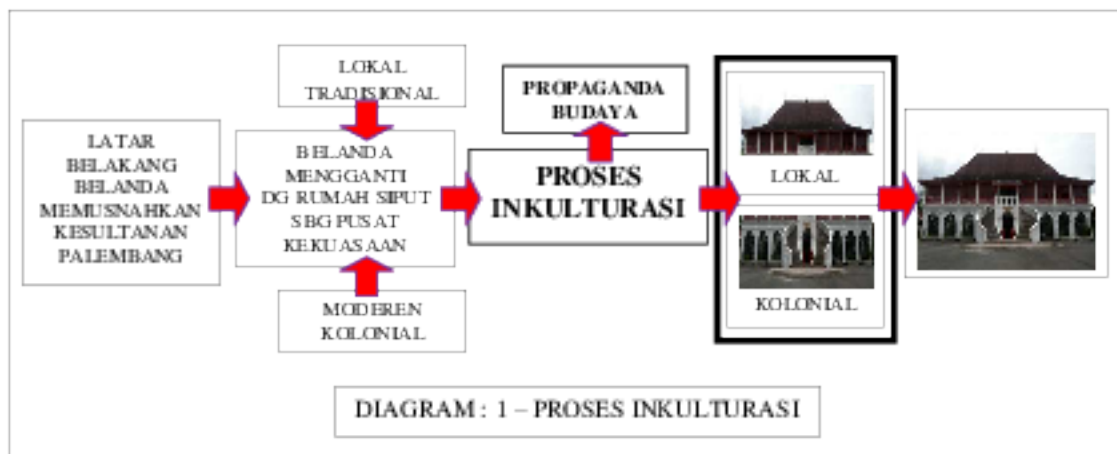 LATAR
BELAKANG
BELANDA
MEMUSNAHKAN
KESULTANAN
PALEMBANG
LOKAL
TRADISIONAL
BELANDA
MENGGANTI
DG RUMAH SIPUT
SBG PUSAT
KEKUASAAN
MODEREN
KOLONIAL
PROPAGANDA
BUDAYA
PROSES
INKULTURASI
LOKAL
KOLONIAL
DIAGRAM : 1 – PROSES INKULTURASI